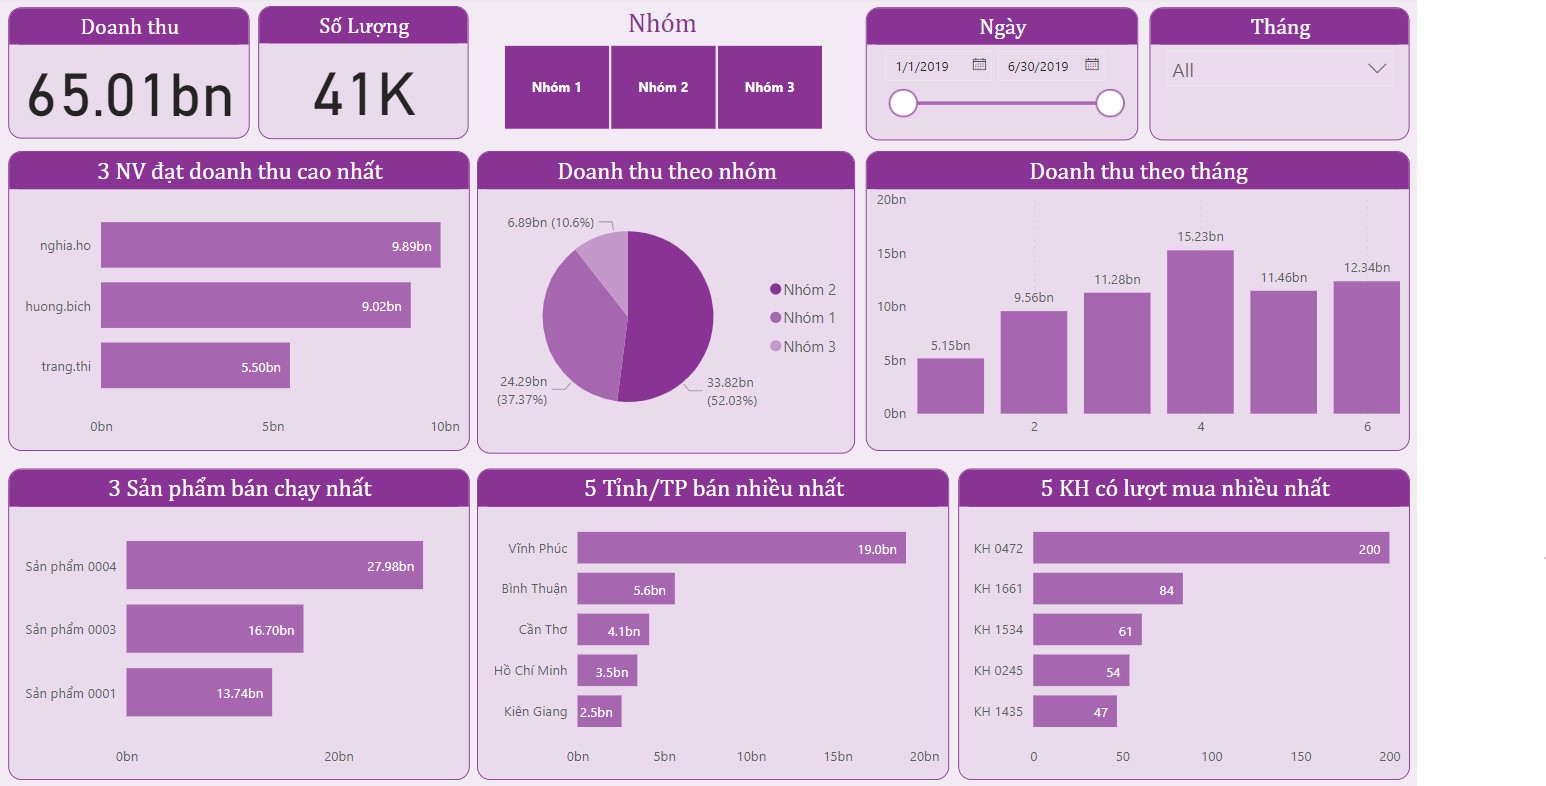 Doanh thu
65.01bn
Số Lượng
41K
Nhóm
Nhóm 1
Nhóm 2
Nhóm 3
Ngày
1/1/2019
6/30/2019
Tháng
All
3 NV đạt doanh thu cao nhất
nghia.ho
9.89bn
huong.bich
9.02bn
trang.thi
5.50bn
0bn
5bn
10bn
Doanh thu theo nhóm
6.89bn (10.6%)
24.29bn
(37.37%)
33.82bn
(52.03%)
Nhóm 2
Nhóm 1
Nhóm 3
Doanh thu theo tháng
20bn
15bn
10bn
5bn
0bn
5.15bn
9.56bn
11.28bn
15.23bn
11.46bn
12.34bn
2
4
6
3 Sản phẩm bán chạy nhất
Sản phẩm 0004
27.98bn
Sản phẩm 0003
16.70bn
Sản phẩm 0001
13.74bn
0bn
20bn
5 Tỉnh/TP bán nhiều nhất
Vĩnh Phúc
19.0bn
Bình Thuận
5.6bn
Cần Thơ
4.1bn
Hồ Chí Minh
3.5bn
Kiên Giang
2.5bn
0bn
5bn
10bn
15bn
20bn
5 KH có lượt mua nhiều nhất
KH 0472
200
KH 1661
84
KH 1534
61
KH 0245
54
KH 1435
47
0
50
100
150
200